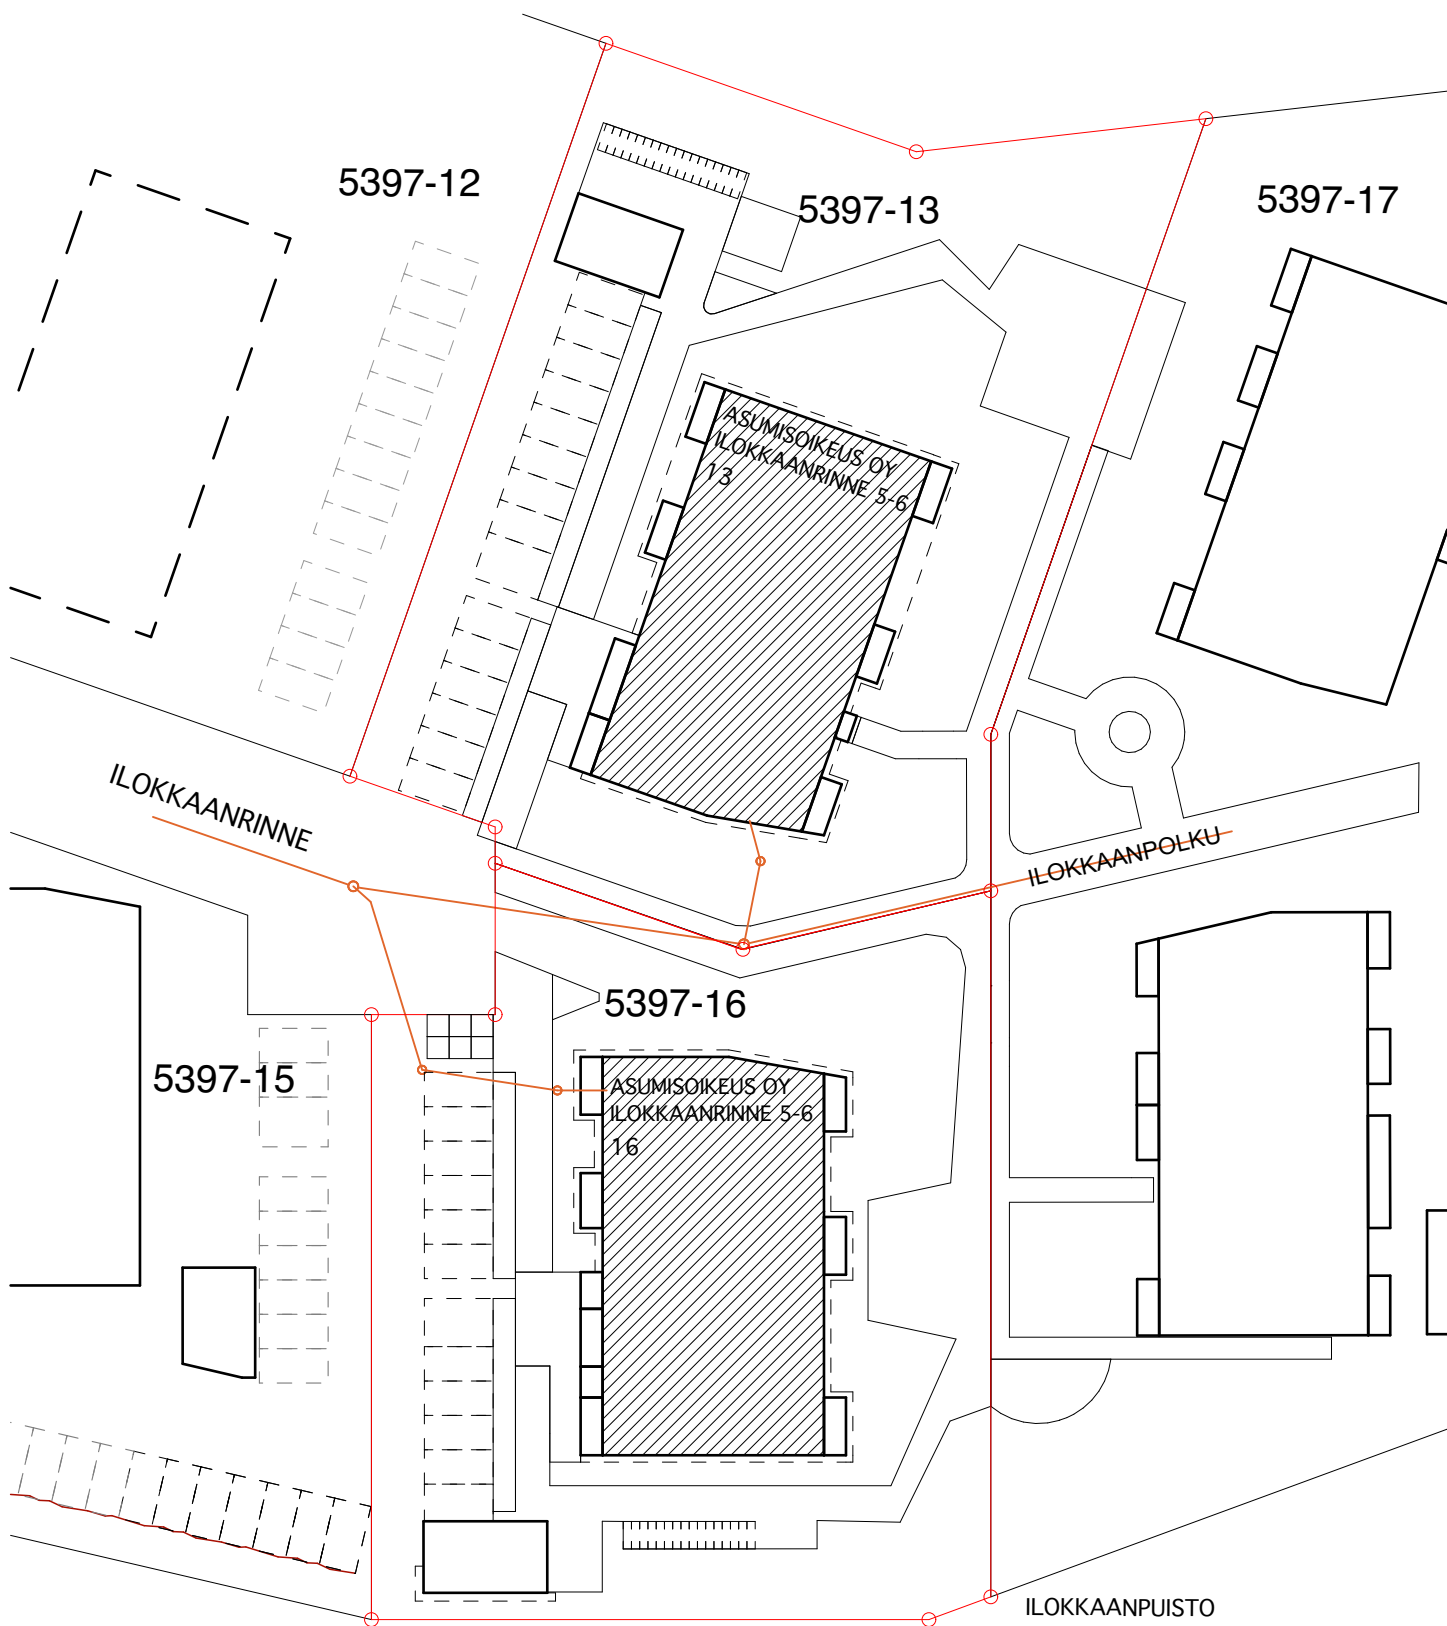 5397-12
5397-13
5397-17
ASUMISOIKEUS OY
ILOKKAANRINNE 5-6
13
ILOKKAANRINNE
ILOKKAANPOLKU
5397-16
5397-15
ASUMISOIKEUS OY
ILOKKAANRINNE 5-6
16
ILOKKAANPUISTO